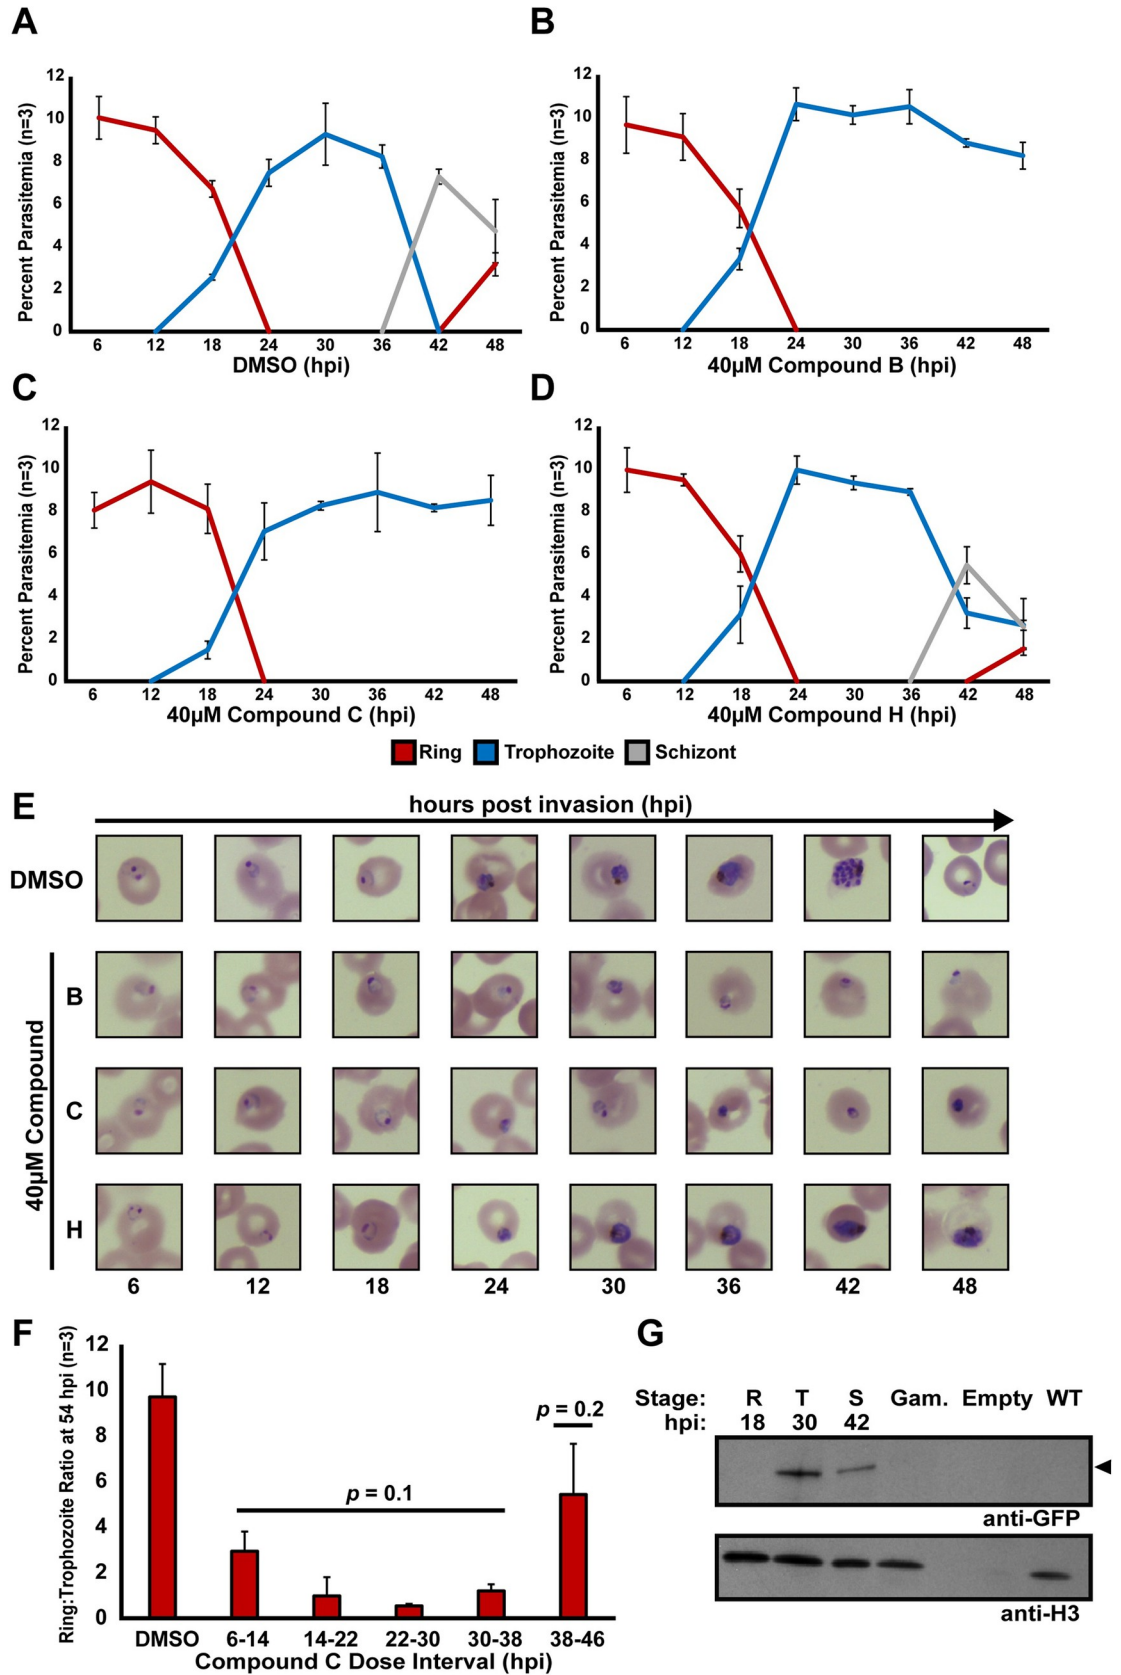 A
Percent Parasitemia (n=3)
12
10
8
6
4
2
0
6 12 18 24 30 36 42 48
DMSO (hpi)
B
Percent Parasitemia (n=3)
12
10
8
6
4
2
0
6 12 18 24 30 36 42 48
40µM Compound B (hpi)
C
Percent Parasitemia (n=3)
12
10
8
6
4
2
0
6 12 18 24 30 36 42 48
40µM Compound C (hpi)
D
Percent Parasitemia (n=3)
12
10
8
6
4
2
0
6 12 18 24 30 36 42 48
40µM Compound H (hpi)
Ring Trophozoite Schizont
E
hours post invasion (hpi)
DMSO
40µM Compound
B
C
H
6 12 18 24 30 36 42 48
F
Ring:Trophozoite Ratio at 54 hpi (n=3)
12
10
8
6
4
2
0
p = 0.1
p = 0.2
DMSO 6-14 14-22 22-30 30-38 38-46
Compound C Dose Interval (hpi)
G
Stage: R T S Gam. Empty WT
hpi: 18 30 42
anti-GFP
anti-H3